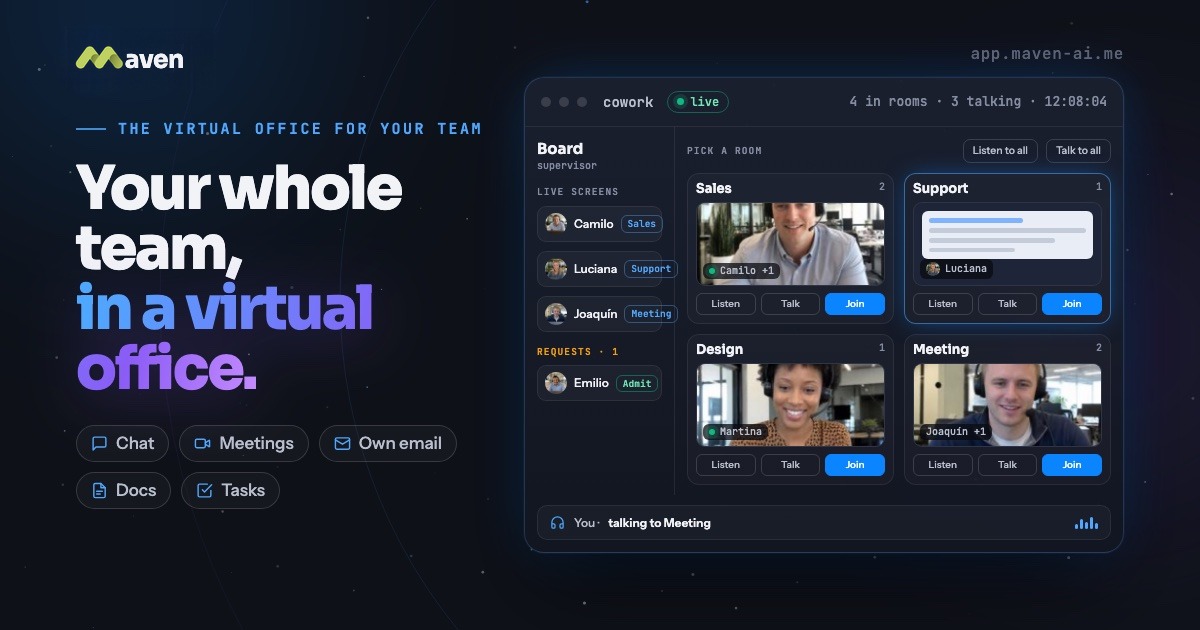 Maven
app.maven-ai.me
THE VIRTUAL OFFICE FOR YOUR TEAM
Your whole
team,
in a virtual
office.
Chat
Meetings
Own email
Docs
Tasks
cowork
live
4 in rooms · 3 talking · 12:08:04
Board
supervisor
LIVE SCREENS
Camilo Sales
Luciana Support
Joaquín Meeting
REQUESTS · 1
Emilio Admit
PICK A ROOM
Listen to all
Talk to all
Sales 2
Camilo +1
Listen Talk Join
Support 1
Luciana
Listen Talk Join
Design 1
Martina
Listen Talk Join
Meeting 2
Joaquín +1
Listen Talk Join
You · talking to Meeting